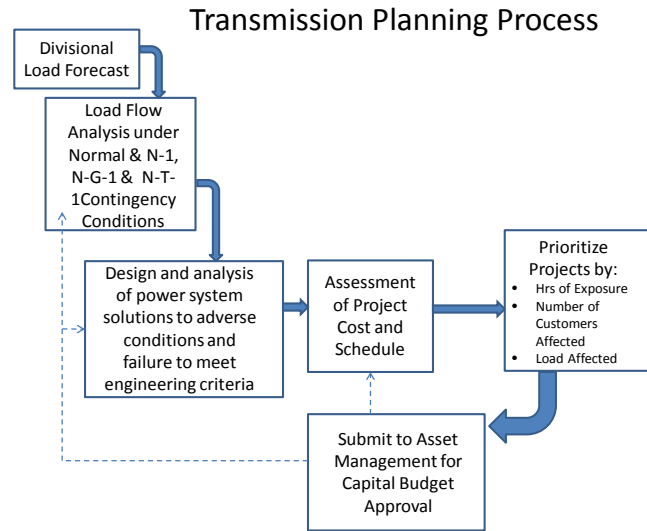 Transmission Planning Process
Divisional
Load Forecast
Load Flow
Analysis under
Normal & N-1,
N-G-1 & N-T-
1Contingency
Conditions
Design and analysis
of power system
solutions to adverse
conditions and
failure to meet
engineering criteria
Assessment
of Project
Cost and
Schedule
Prioritize
Projects by:
• Hrs of Exposure
• Number of
Customers
Affected
• Load Affected
Submit to Asset
Management for
Capital Budget
Approval